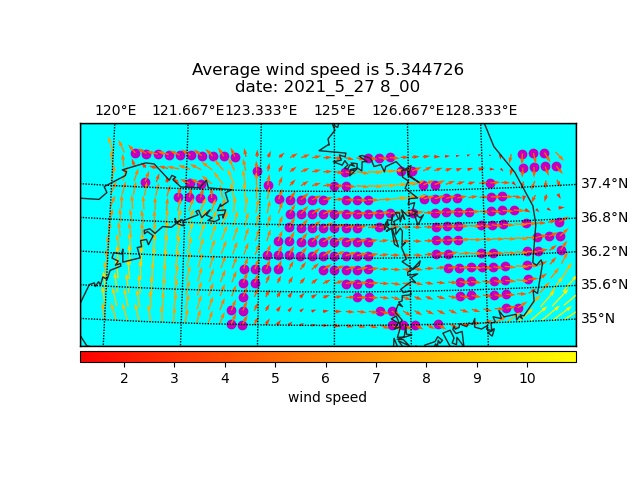 Average wind speed is 5.344726
date: 2021_5_27 8_00
120°E 121.667°E 123.333°E 125°E 126.667°E 128.333°E
37.4°N
36.8°N
36.2°N
35.6°N
35°N
2 3 4 5 6 7 8 9 10
wind speed